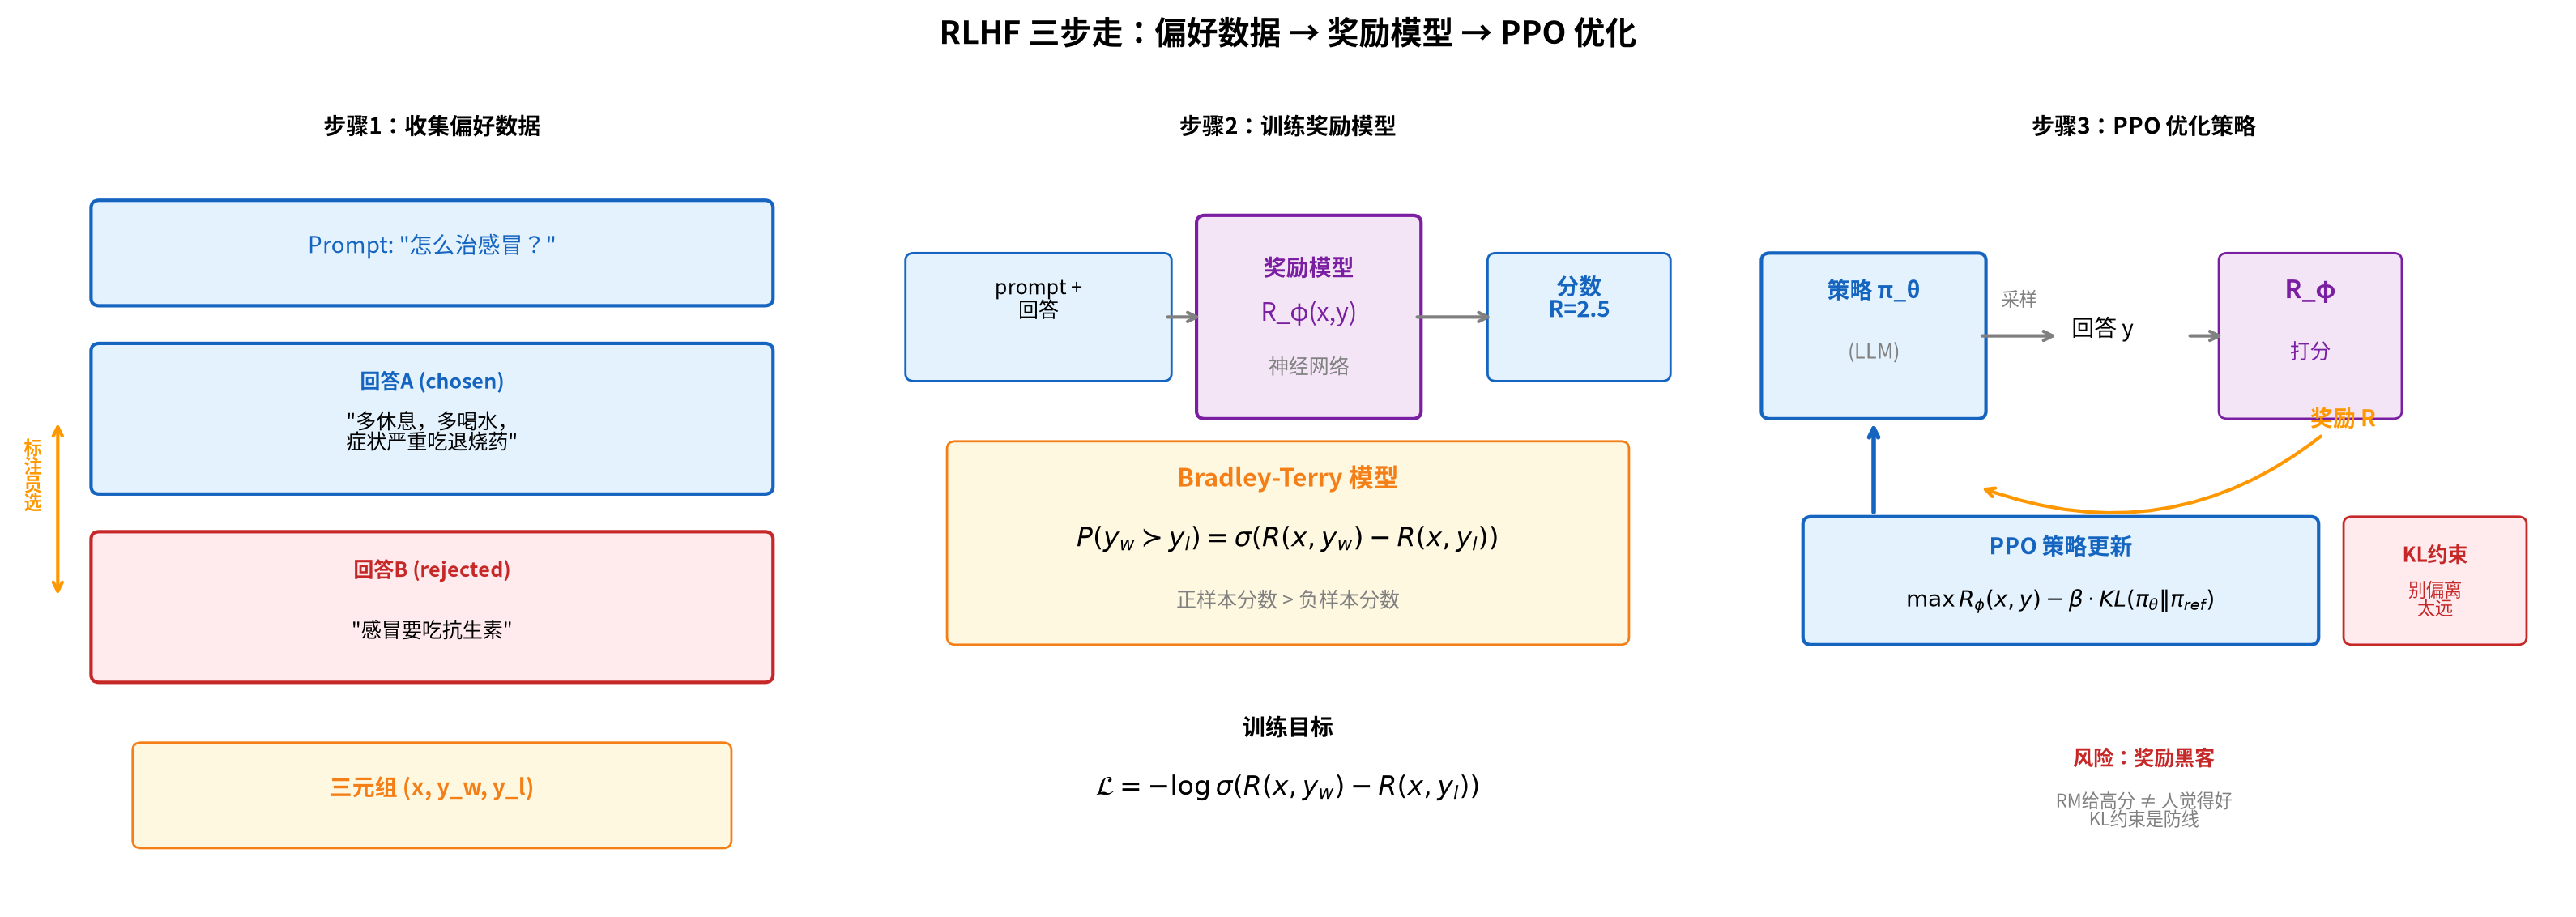 RLHF 三步走：偏好数据 → 奖励模型 → PPO 优化
步骤1：收集偏好数据
Prompt: "怎么治感冒？"
回答A (chosen)
"多休息，多喝水，
症状严重吃退烧药"
标注员选
回答B (rejected)
"感冒要吃抗生素"
三元组 (x, y_w, y_l)
步骤2：训练奖励模型
prompt +
回答
奖励模型
R_φ(x,y)
神经网络
分数
R=2.5
Bradley-Terry 模型
P(y_w ≻ y_l) = σ(R(x, y_w) − R(x, y_l))
正样本分数 > 负样本分数
训练目标
ℒ = −log σ(R(x, y_w) − R(x, y_l))
步骤3：PPO 优化策略
策略 π_θ
(LLM)
采样
回答 y
R_φ
打分
奖励 R
PPO 策略更新
max R_ϕ(x, y) − β · KL(π_θ‖π_ref)
KL约束
别偏离
太远
风险：奖励黑客
RM给高分 ≠ 人觉得好
KL约束是防线